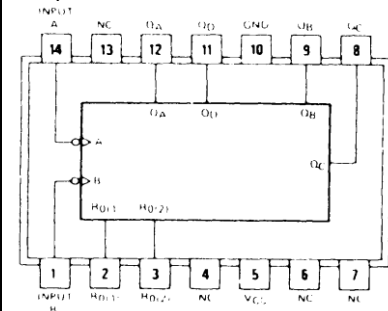 INPUT
A NC QA QD GND QB QC
14 13 12 11 10 9 8
QA QD QB
A
QC
B
R0(1) R0(2)
1 2 3 4 5 6 7
INPUT R0(1) R0(2) NC VCC NC NC
B